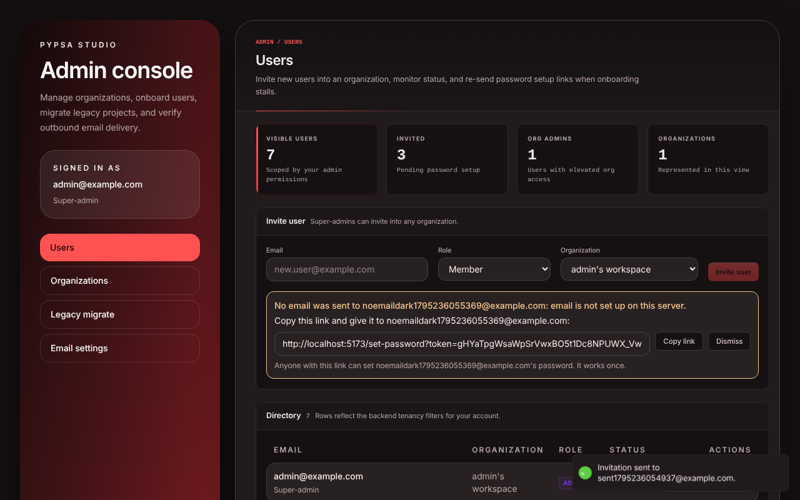 PYPSA STUDIO
Admin console
Manage organizations, onboard users,
migrate legacy projects, and verify
outbound email delivery.
SIGNED IN AS
admin@example.com
Super-admin
Users
Organizations
Legacy migrate
Email settings
ADMIN / USERS
Users
Invite new users into an organization, monitor status, and re-send password setup links when onboarding
stalls.
VISIBLE USERS
7
Scoped by your admin
permissions
INVITED
3
Pending password setup
ORG ADMINS
1
Users with elevated org
access
ORGANIZATIONS
1
Represented in this view
Invite user Super-admins can invite into any organization.
Email
Role
Organization
new.user@example.com
Member
admin's workspace
Invite user
No email was sent to noemaildark1795236055369@example.com: email is not set up on this server.
Copy this link and give it to noemaildark1795236055369@example.com:
http://localhost:5173/set-password?token=gHYaTpgWsaWpSrVwxBO5t1Dc8NPUWX_Vw
Copy link
Dismiss
Anyone with this link can set noemaildark1795236055369@example.com's password. It works once.
Directory 7 Rows reflect the backend tenancy filters for your account.
EMAIL ORGANIZATION ROLE STATUS ACTIONS
admin@example.com
Super-admin
admin's
workspace
AD
Invitation sent to
sent1795236054937@example.com.